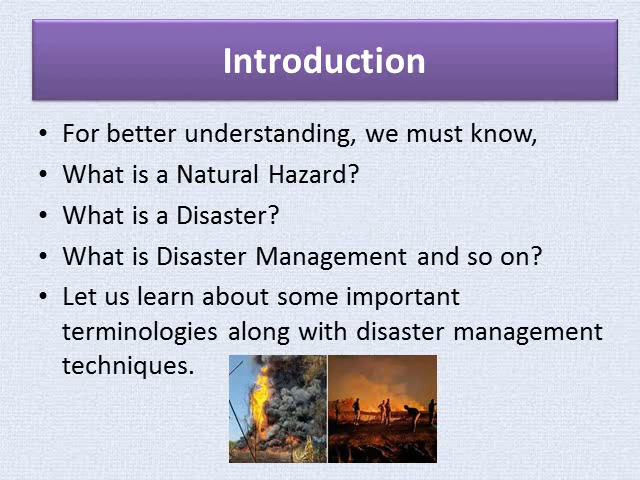 Introduction
• For better understanding, we must know,
• What is a Natural Hazard?
• What is a Disaster?
• What is Disaster Management and so on?
• Let us learn about some important
terminologies along with disaster management
techniques.